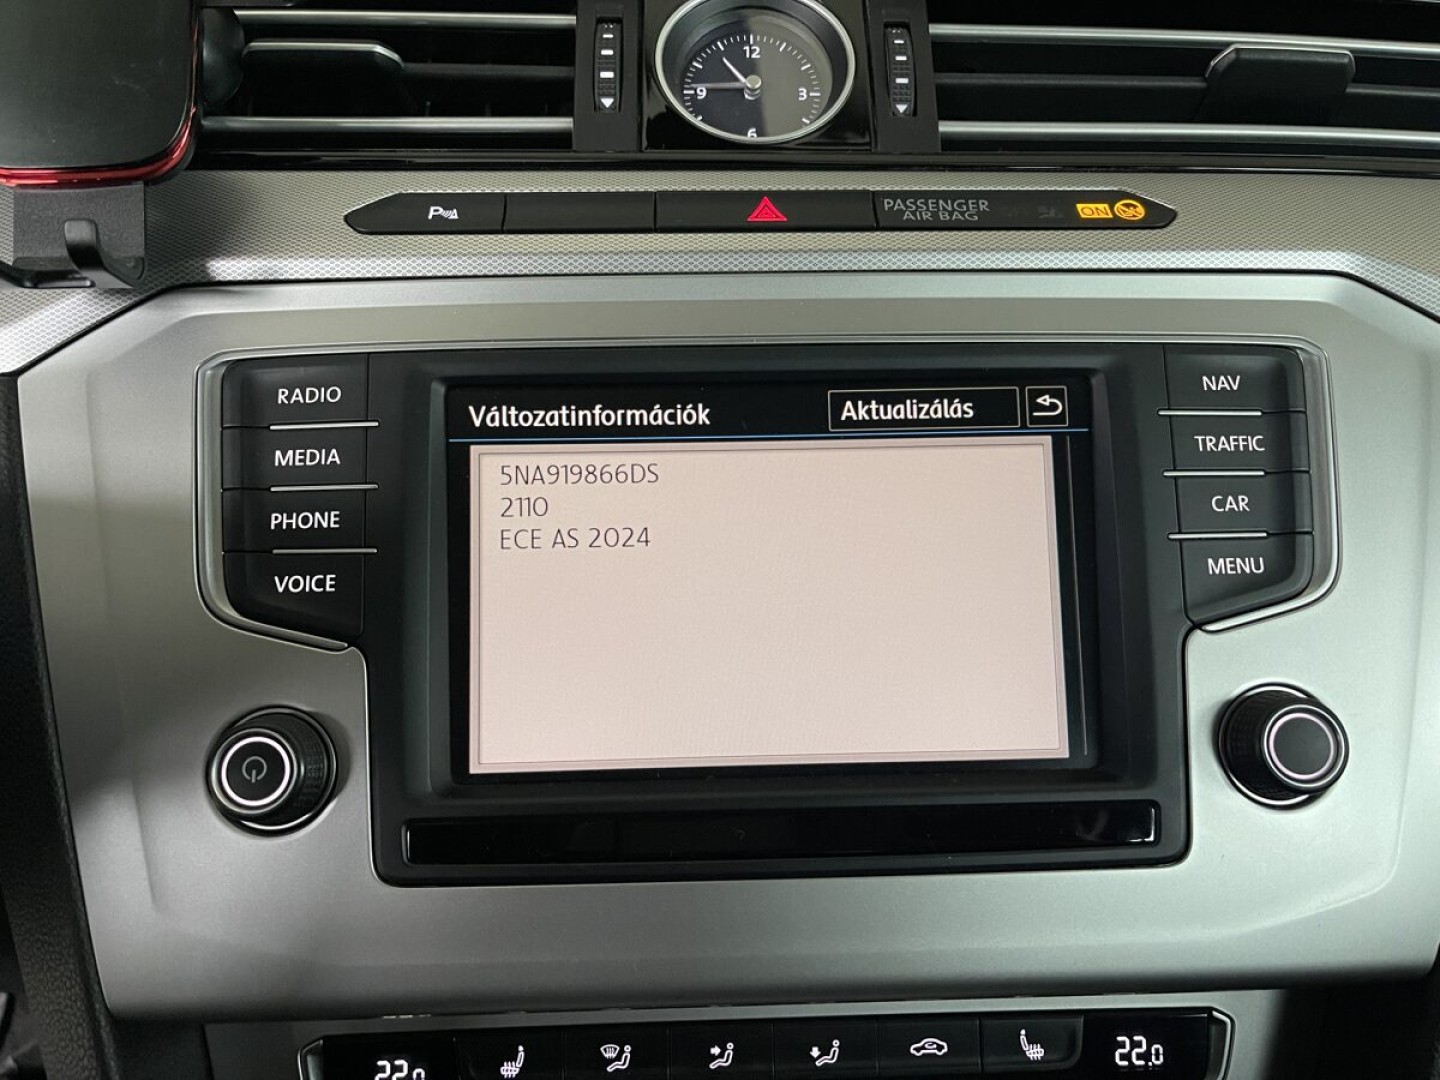 12
9
3
6
P
PASSENGER
AIR BAG
ON
RADIO
MEDIA
PHONE
VOICE
Változatinformációk
Aktualizálás
5NA919866DS
2110
ECE AS 2024
NAV
TRAFFIC
CAR
MENU
22.0
22.0